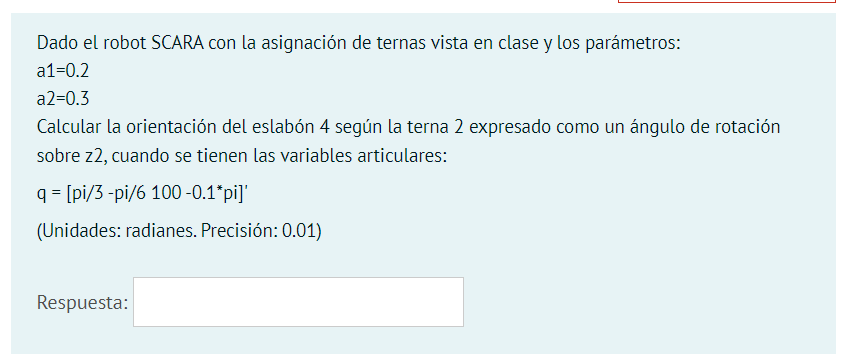 Dado el robot SCARA con la asignación de ternas vista en clase y los parámetros:
a1=0.2
a2=0.3
Calcular la orientación del eslabón 4 según la terna 2 expresado como un ángulo de rotación
sobre z2, cuando se tienen las variables articulares:
q = [pi/3 -pi/6 100 -0.1*pi]'
(Unidades: radianes. Precisión: 0.01)
Respuesta: